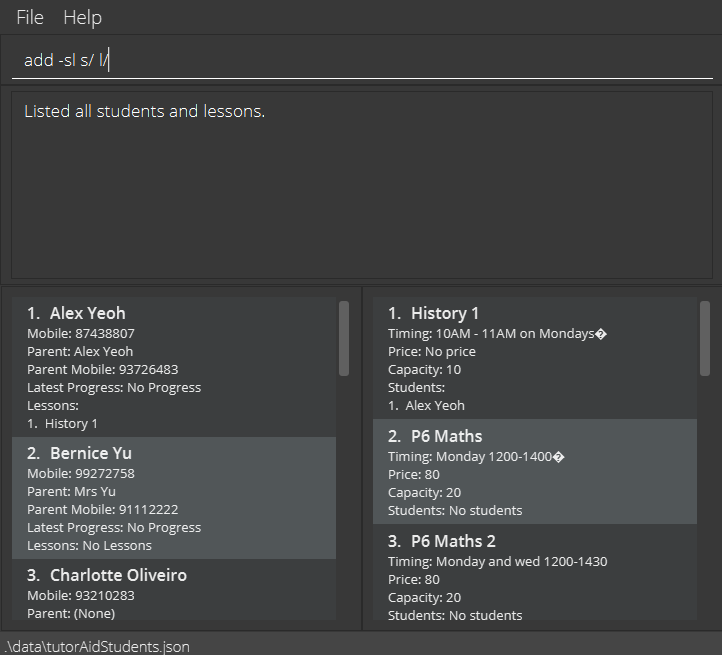 File Help
add -sl s/ l/
Listed all students and lessons.
1. Alex Yeoh
Mobile: 87438807
Parent: Alex Yeoh
Parent Mobile: 93726483
Latest Progress: No Progress
Lessons:
1. History 1
2. Bernice Yu
Mobile: 99272758
Parent: Mrs Yu
Parent Mobile: 91112222
Latest Progress: No Progress
Lessons: No Lessons
3. Charlotte Oliveiro
Mobile: 93210283
Parent: (None)
1. History 1
Timing: 10AM - 11AM on Mondays�
Price: No price
Capacity: 10
Students:
1. Alex Yeoh
2. P6 Maths
Timing: Monday 1200-1400�
Price: 80
Capacity: 20
Students: No students
3. P6 Maths 2
Timing: Monday and wed 1200-1430
Price: 80
Capacity: 20
Students: No students
.\data\tutorAidStudents.json